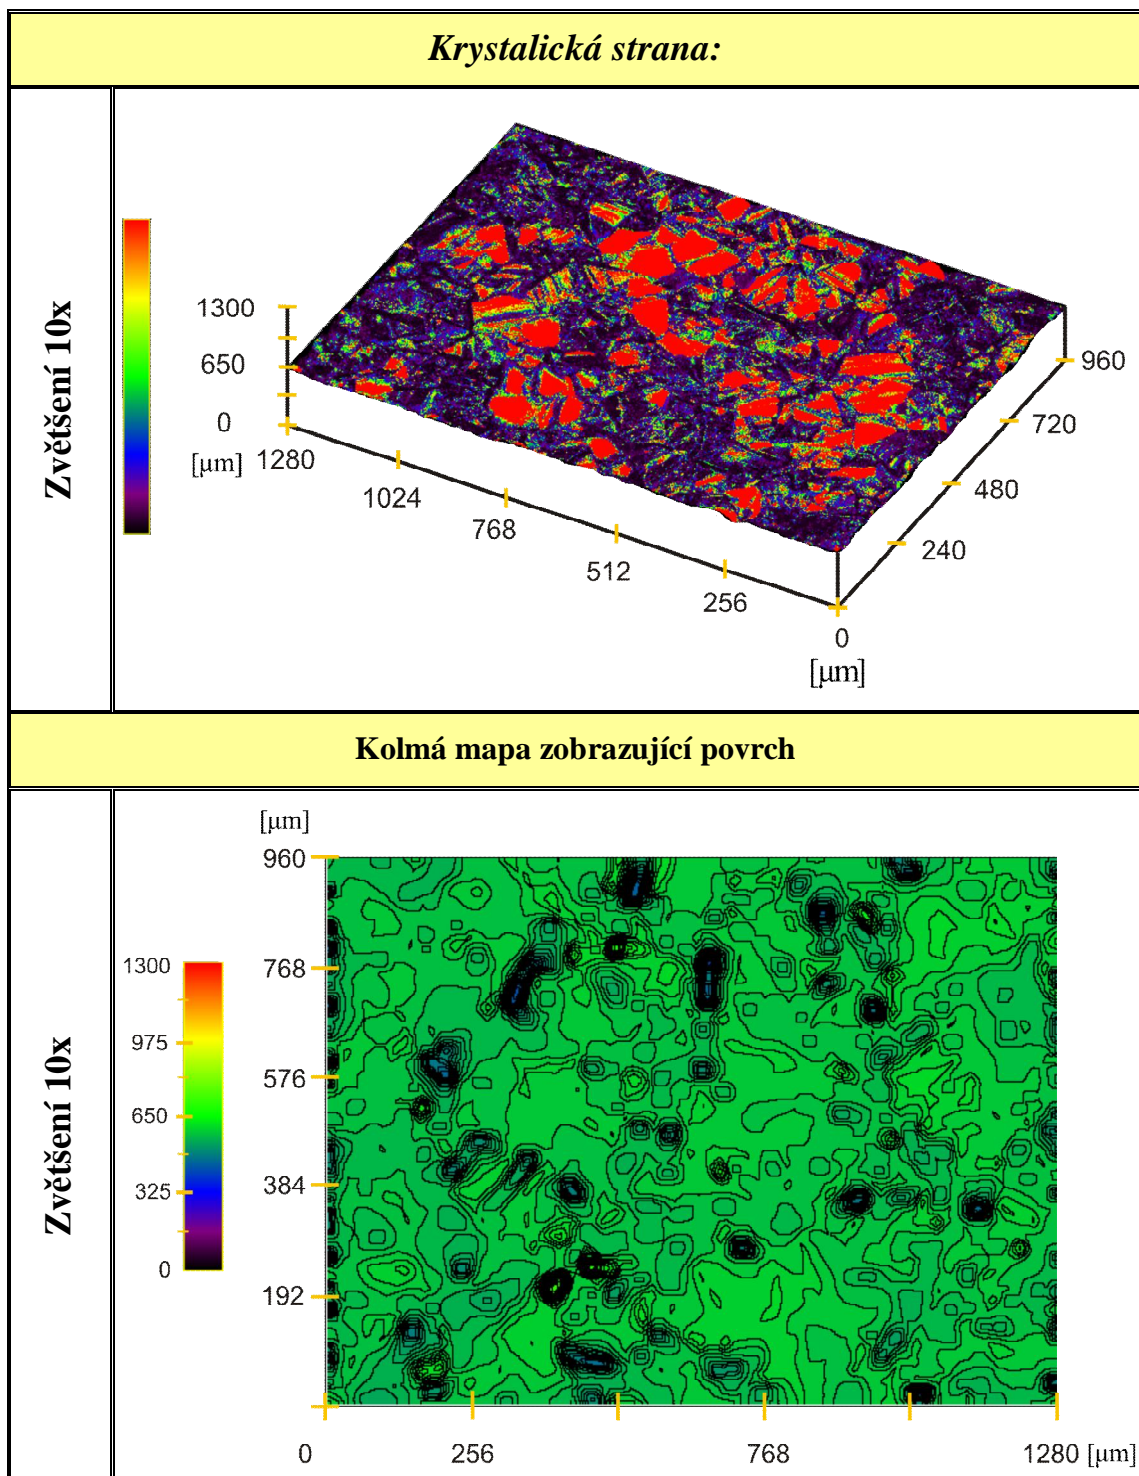 Krystalická strana:
Zvětšení 10x
1300
650
0
[μm]
1280
1024
768
512
256
0
[μm]
240
480
720
960
Kolmá mapa zobrazující povrch
Zvětšení 10x
1300
975
650
325
0
[μm]
960
768
576
384
192
0 256 768 1280 [μm]